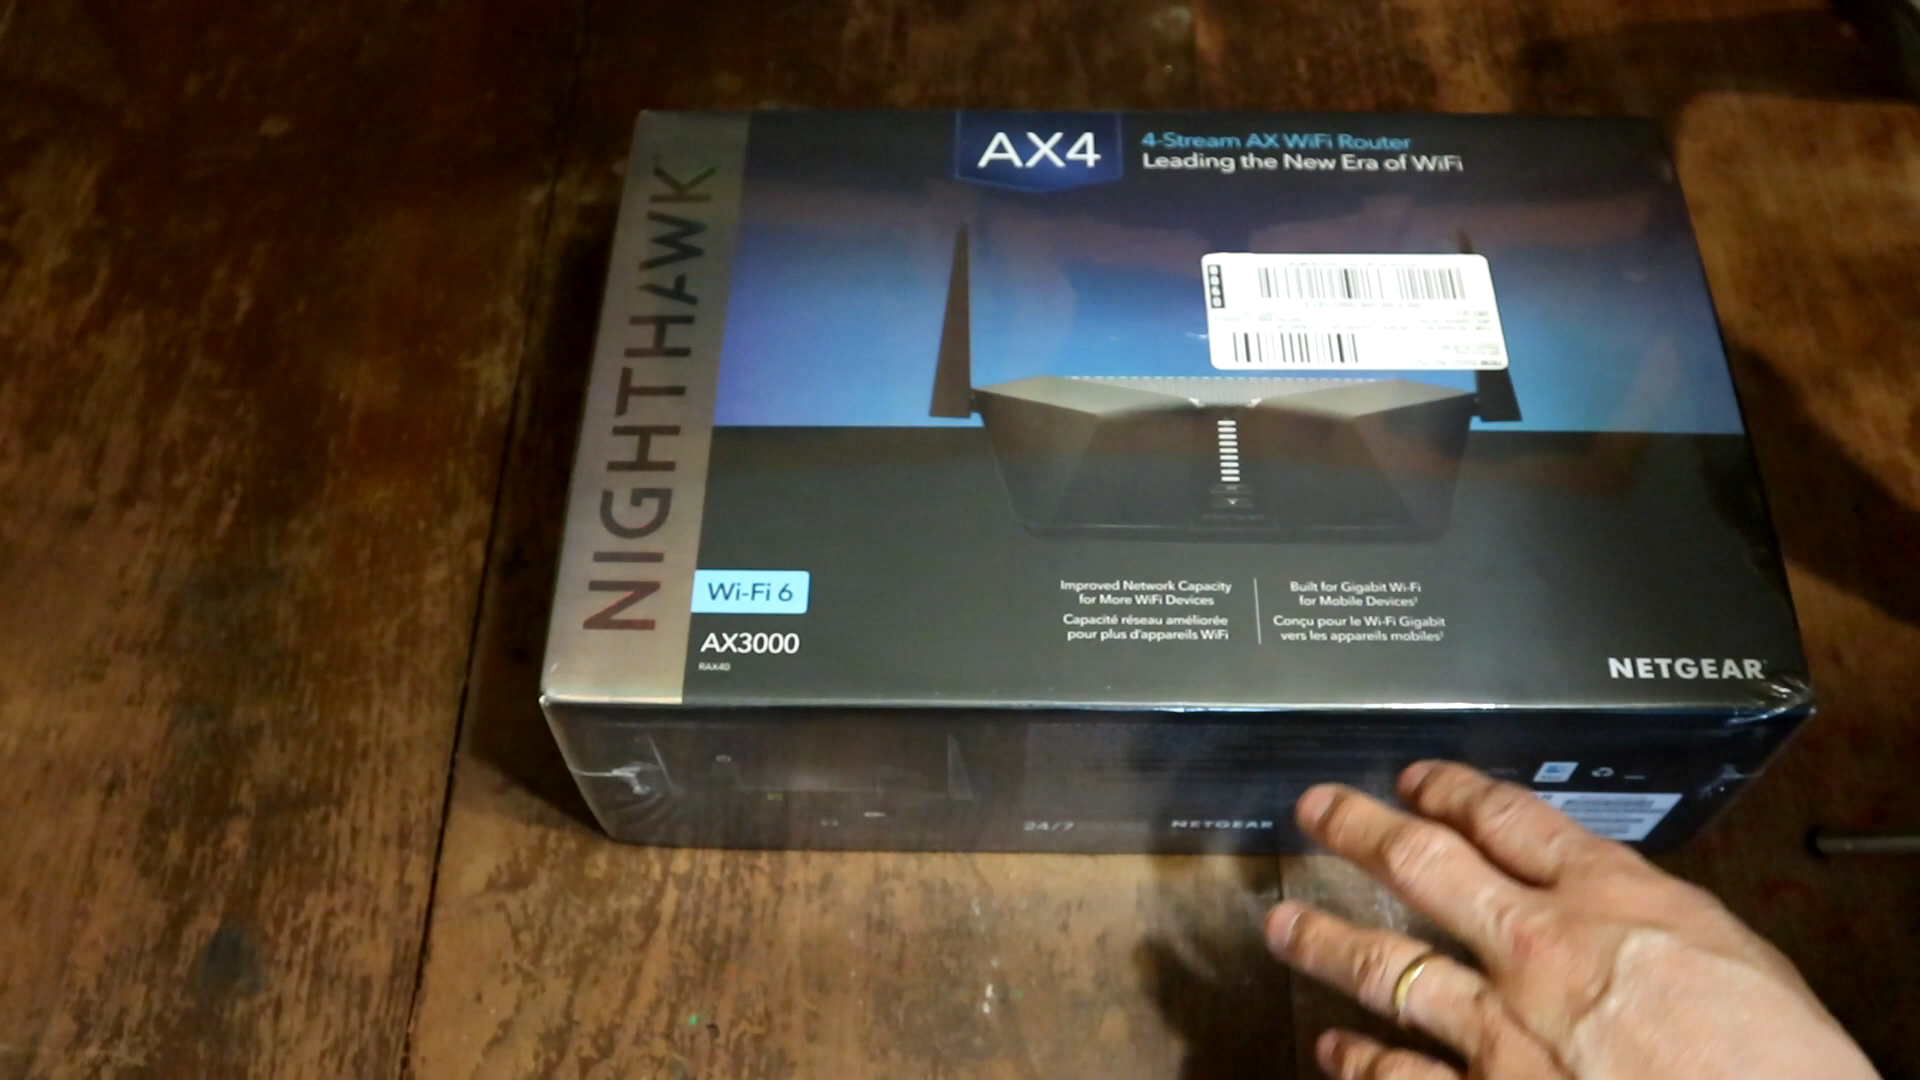 NIGHTHAWK
AX4
4-Stream AX WiFi Router
Leading the New Era of WiFi
Wi-Fi 6
AX3000
RAX40
Improved Network Capacity
for More WiFi Devices
Capacité réseau améliorée
pour plus d'appareils WiFi
Built for Gigabit Wi-Fi
for Mobile Devices‡
Conçu pour le Wi-Fi Gigabit
vers les appareils mobiles‡
NETGEAR
24/7
NETGEAR